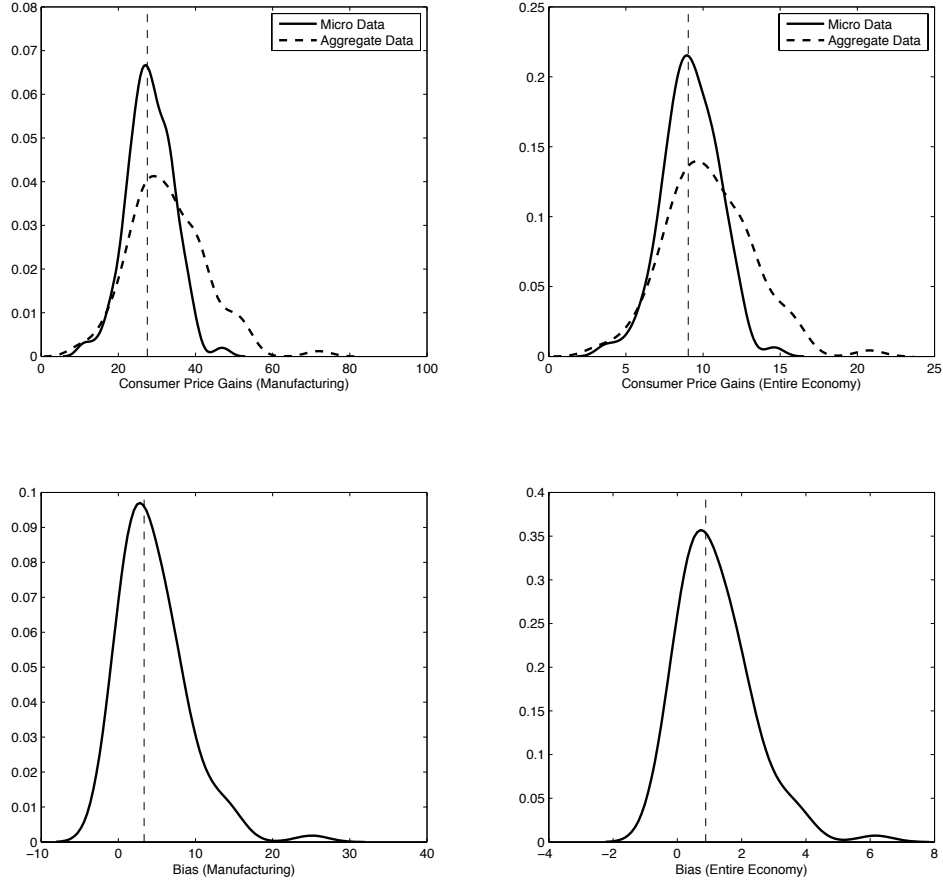 0.08
0.07
0.06
0.05
0.04
0.03
0.02
0.01
0
0 20 40 60 80 100
Micro Data
Aggregate Data
Consumer Price Gains (Manufacturing)
0.25
0.2
0.15
0.1
0.05
0
0 5 10 15 20 25
Micro Data
Aggregate Data
Consumer Price Gains (Entire Economy)
0.1
0.09
0.08
0.07
0.06
0.05
0.04
0.03
0.02
0.01
0
−10 0 10 20 30 40
Bias (Manufacturing)
0.4
0.35
0.3
0.25
0.2
0.15
0.1
0.05
0
−4 −2 0 2 4 6 8
Bias (Entire Economy)